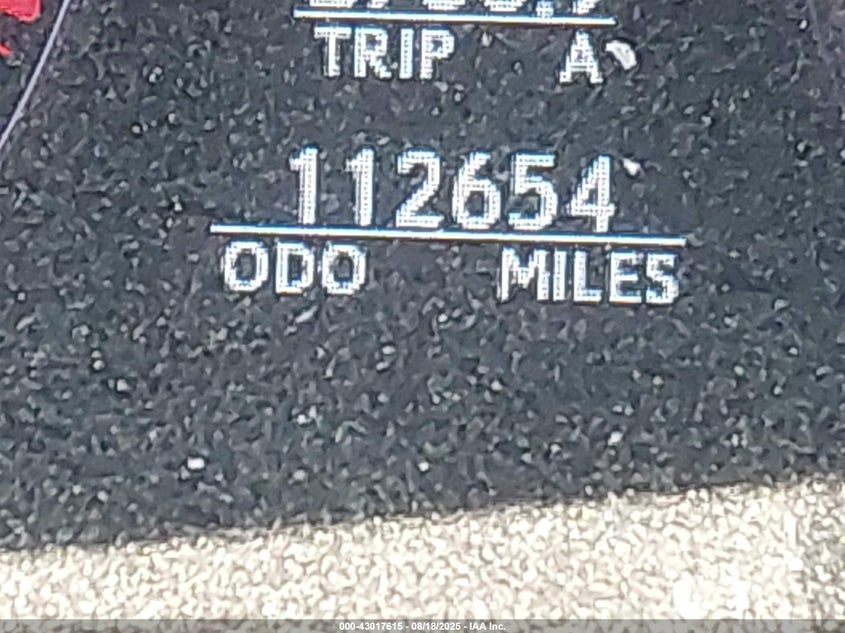 TRIP A
112654
ODO MILES
000-43017615 - 08/18/2025 - IAA Inc.